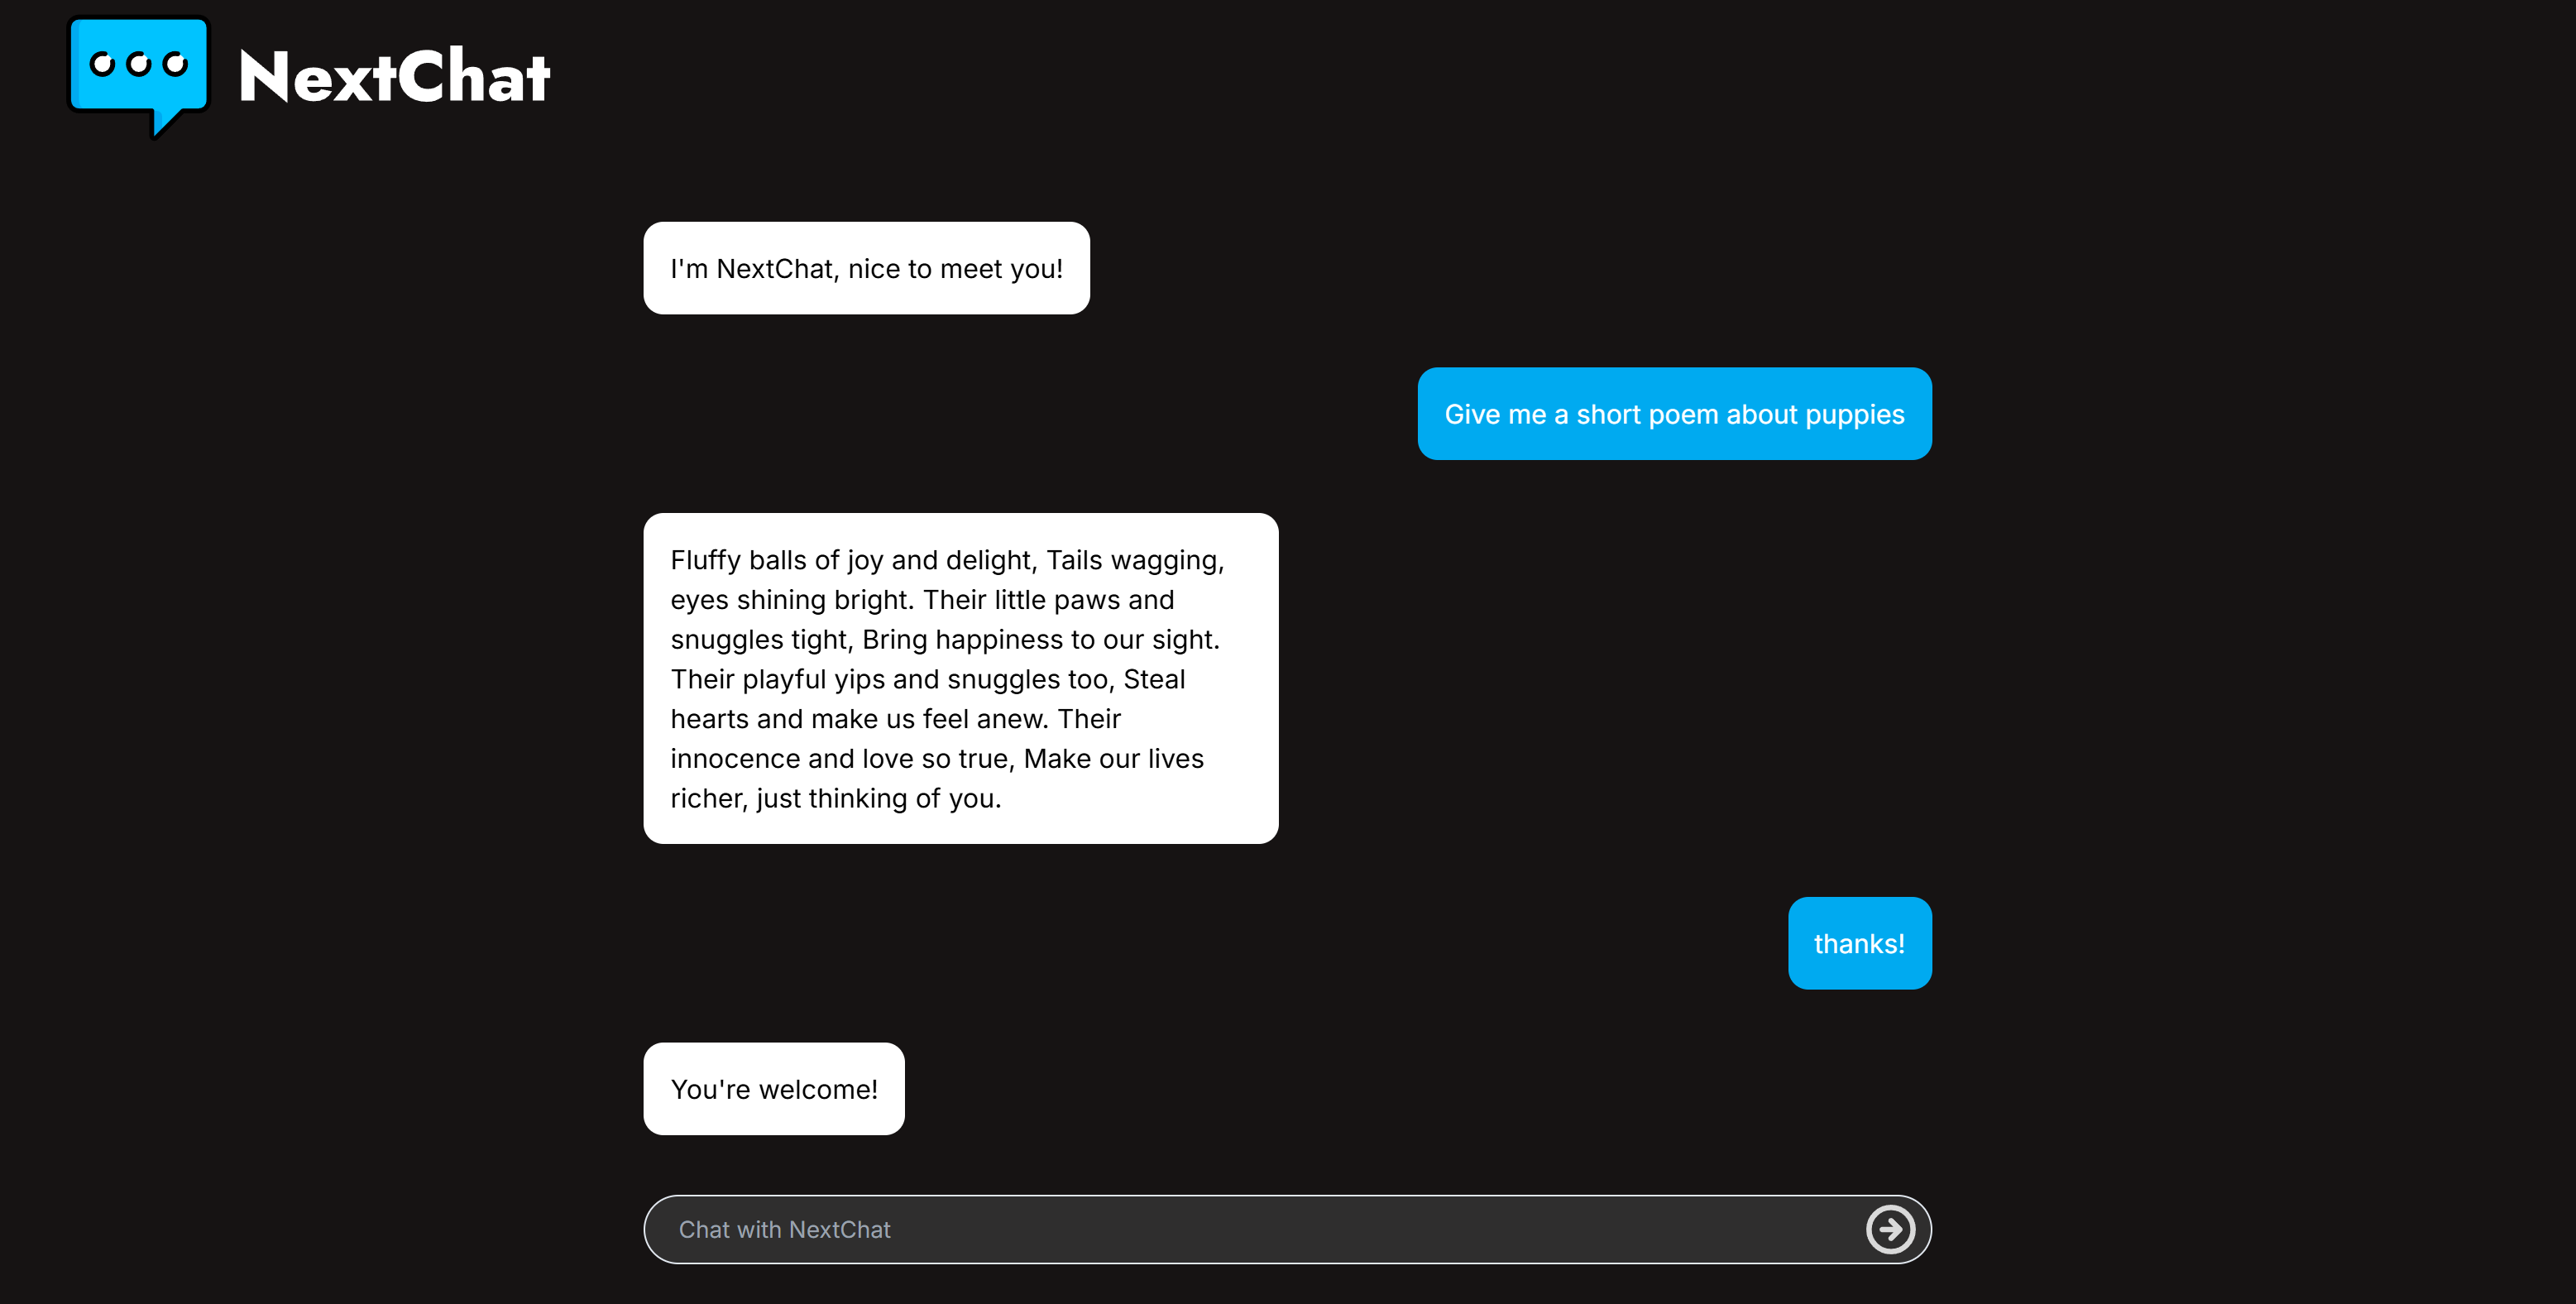 NextChat
I'm NextChat, nice to meet you!
Give me a short poem about puppies
Fluffy balls of joy and delight, Tails wagging,
eyes shining bright. Their little paws and
snuggles tight, Bring happiness to our sight.
Their playful yips and snuggles too, Steal
hearts and make us feel anew. Their
innocence and love so true, Make our lives
richer, just thinking of you.
thanks!
You're welcome!
Chat with NextChat